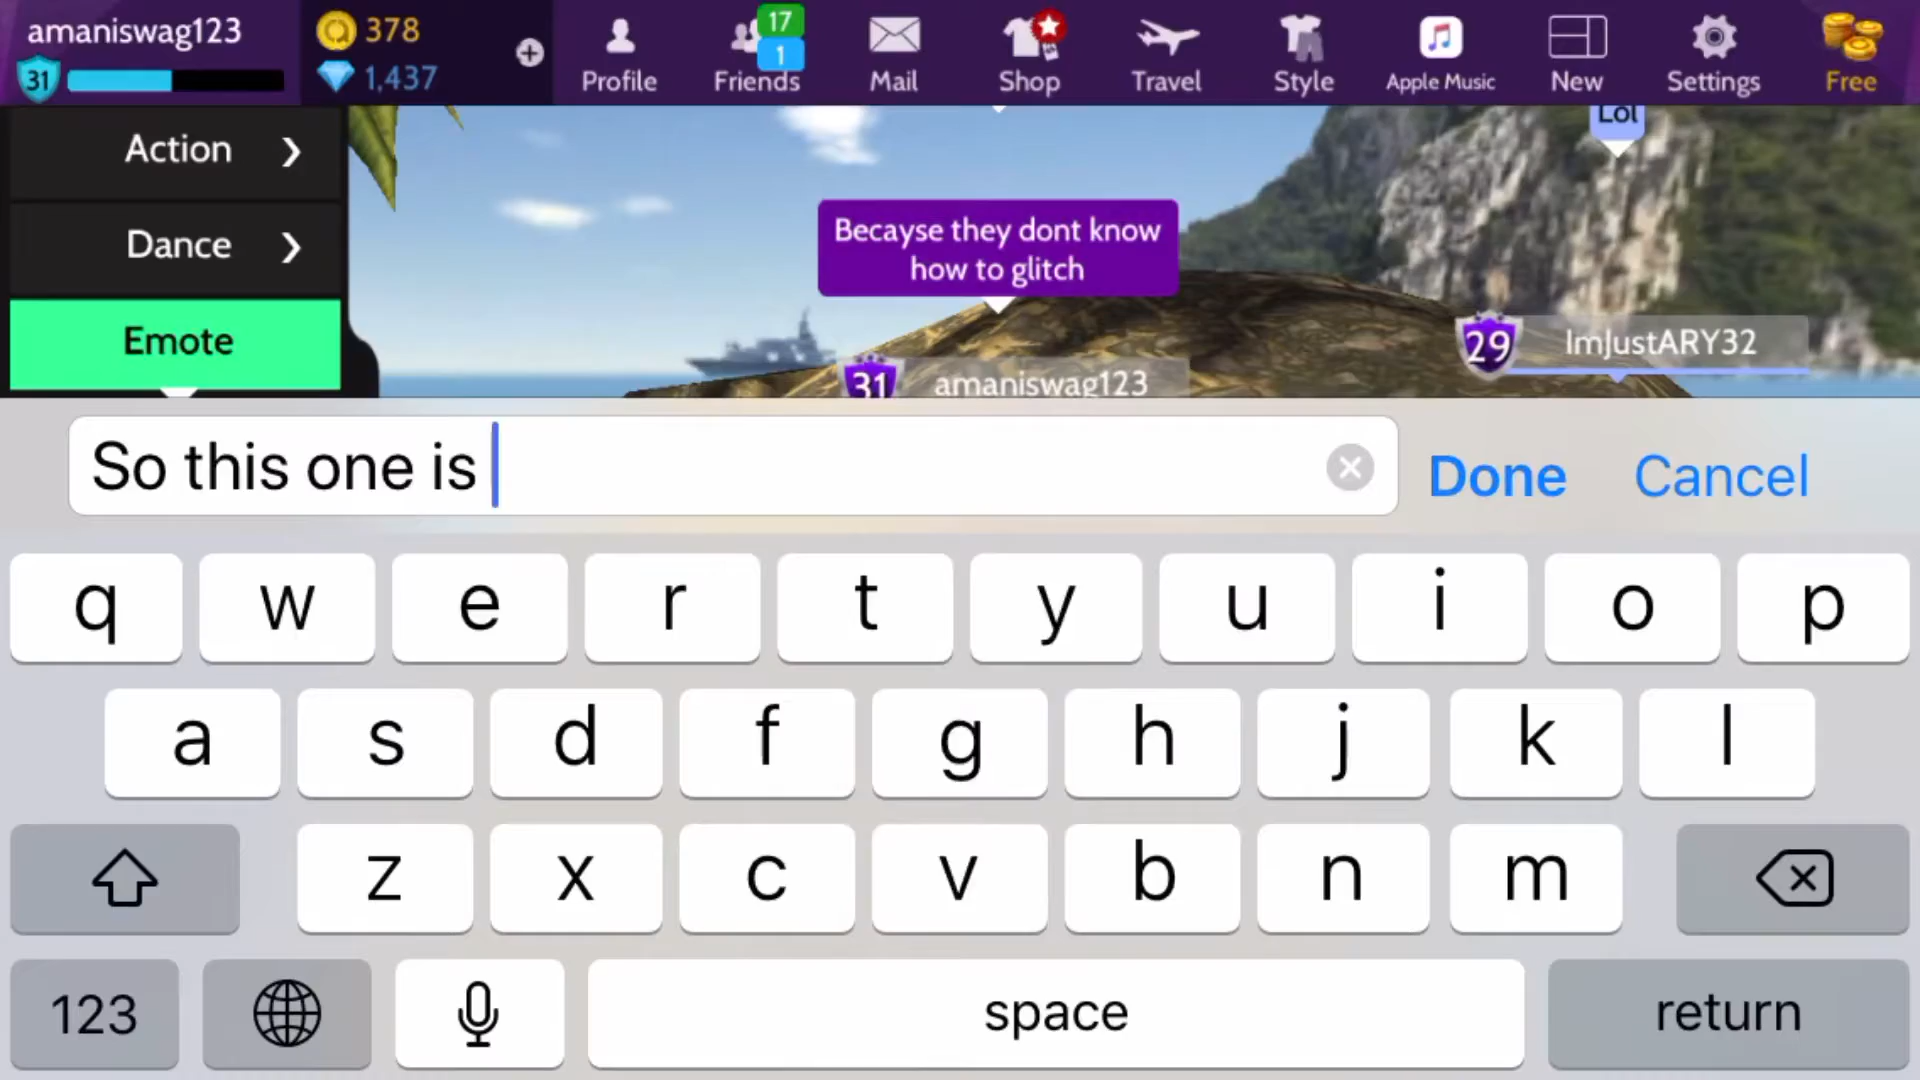 amaniswag123
31
378
1,437
Profile
17
1
Friends
Mail
Shop
Travel
Style
Apple Music
New
Settings
Free
Action
Dance
Emote
Lol
Becayse they dont know
how to glitch
29 ImJustARY32
31 amaniswag123
So this one is
Done
Cancel
q w e r t y u i o p
a s d f g h j k l
z x c v b n m
123
space
return